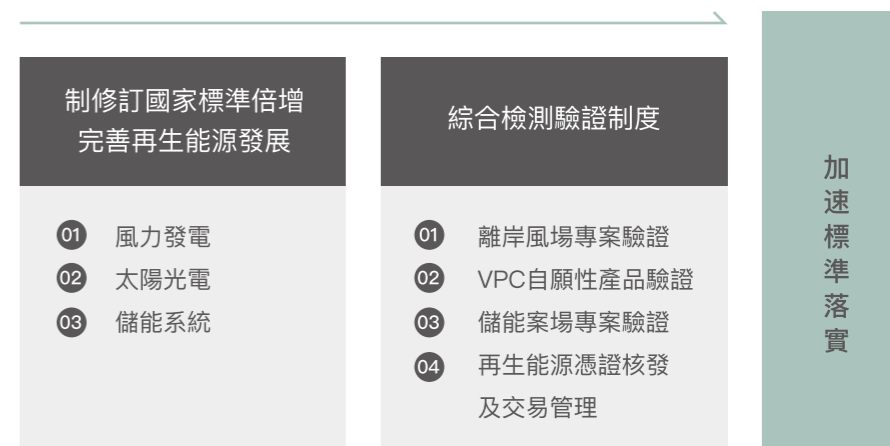 制修訂國家標準倍增
完善再生能源發展
01 風力發電
02 太陽光電
03 儲能系統
綜合檢測驗證制度
01 離岸風場專案驗證
02 VPC自願性產品驗證
03 儲能案場專案驗證
04 再生能源憑證核發
及交易管理
加速標準落實